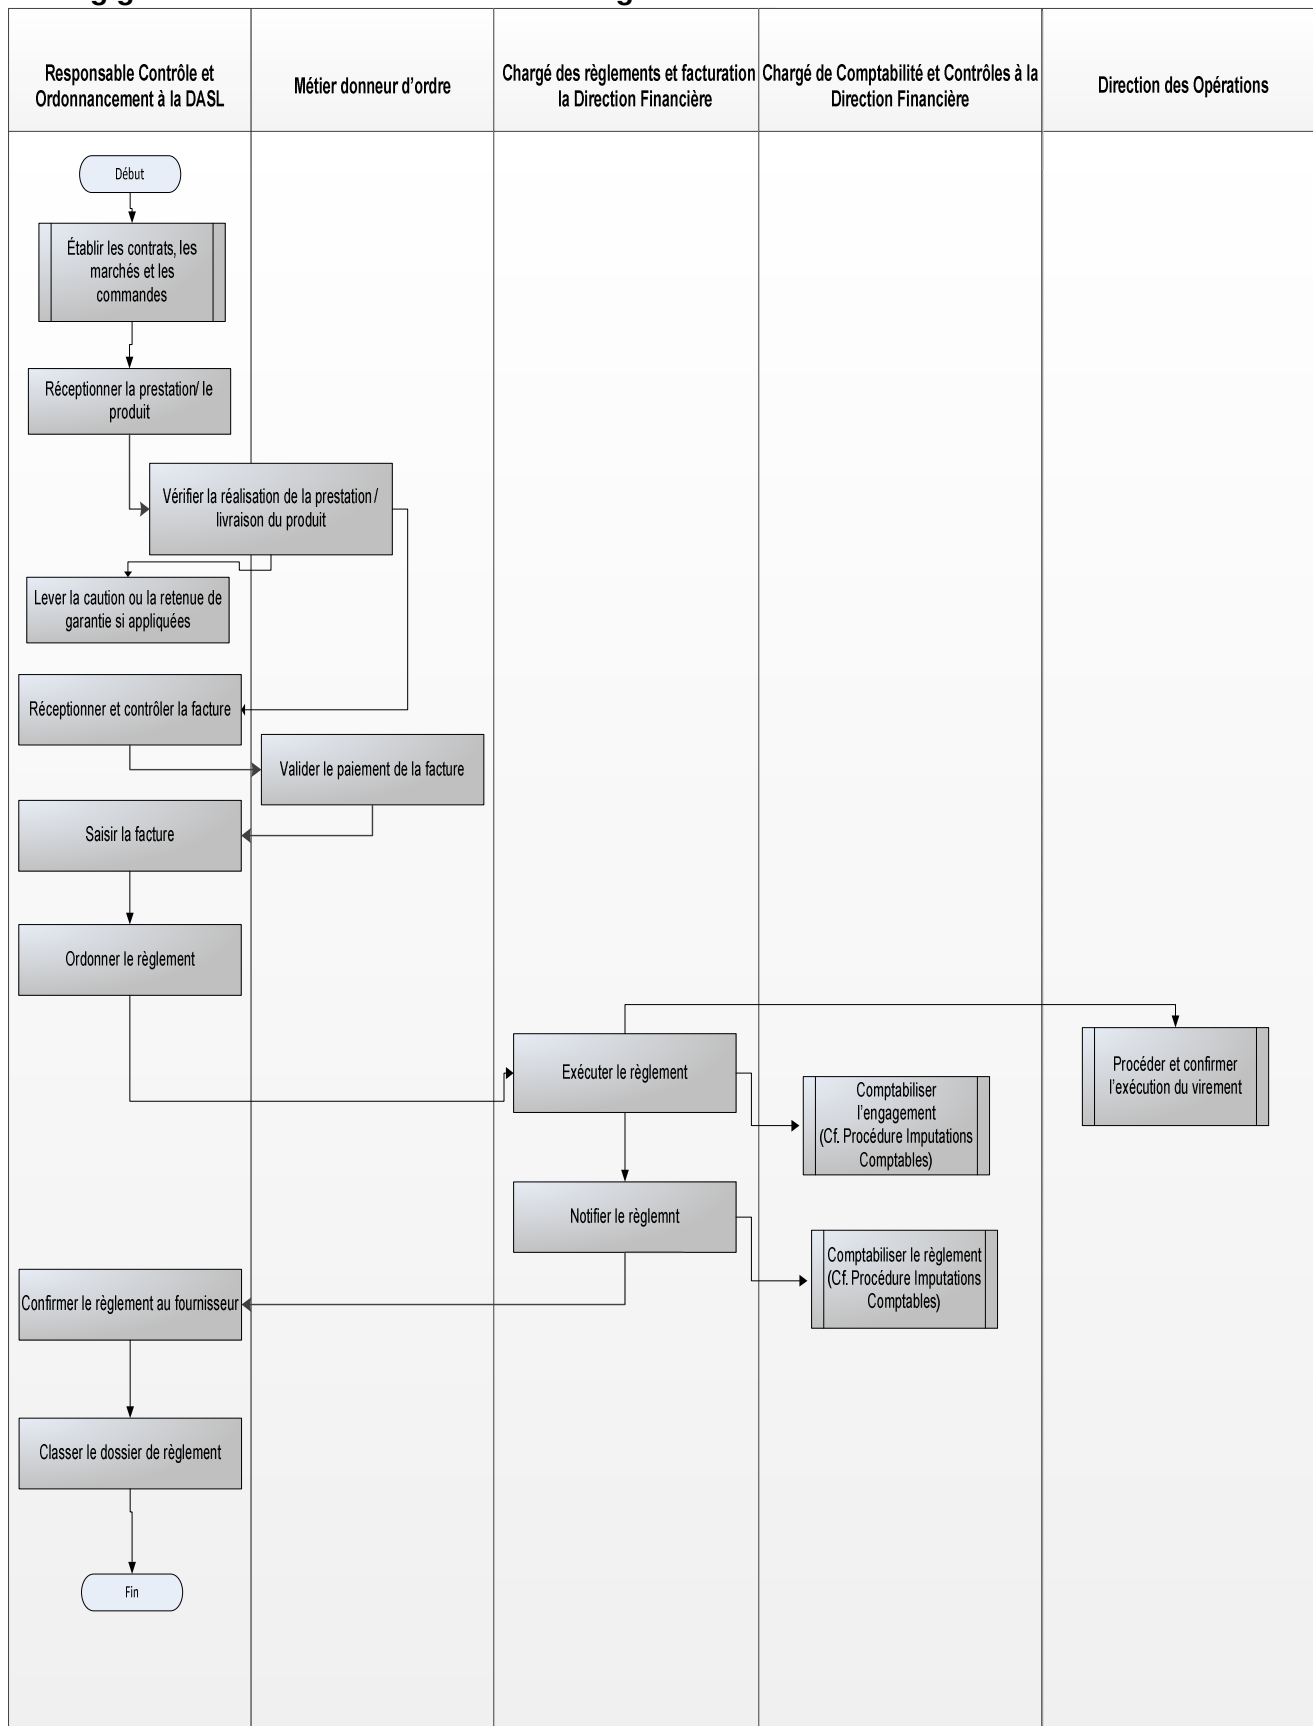 Responsable Contrôle et
Ordonnancement à la DASL
Métier donneur d'ordre
Chargé des règlements et facturation
la Direction Financière
Chargé de Comptabilité et Contrôles à la
Direction Financière
Direction des Opérations
Début
Établir les contrats, les
marchés et les
commandes
Réceptionner la prestation/ le
produit
Vérifier la réalisation de la prestation /
livraison du produit
Lever la caution ou la retenue de
garantie si appliquées
Réceptionner et contrôler la facture
Valider le paiement de la facture
Saisir la facture
Ordonner le règlement
Exécuter le règlement
Procéder et confirmer
l'exécution du virement
Comptabiliser
l'engagement
(Cf. Procédure Imputations
Comptables)
Notifier le règlemnt
Comptabiliser le règlement
(Cf. Procédure Imputations
Comptables)
Confirmer le règlement au fournisseur
Classer le dossier de règlement
Fin